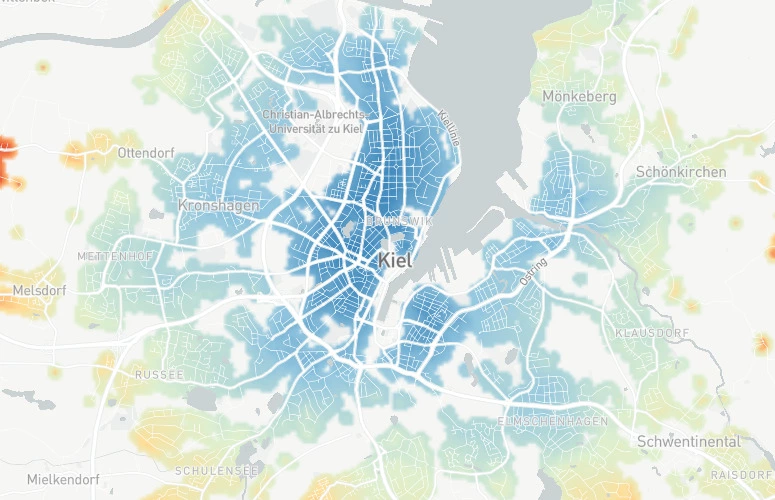 Mönkeberg
Christian-Albrechts-
Universität zu Kiel
Kiellinie
Ottendorf
Schönkirchen
Kronshagen
BRUNSWIK
METTENHOF
Kiel
Ostring
Melsdorf
KLAUSDORF
RUSSEE
ELMSCHENHAGEN
Schwentinental
SCHULENSEE
Mielkendorf
RAISDORF